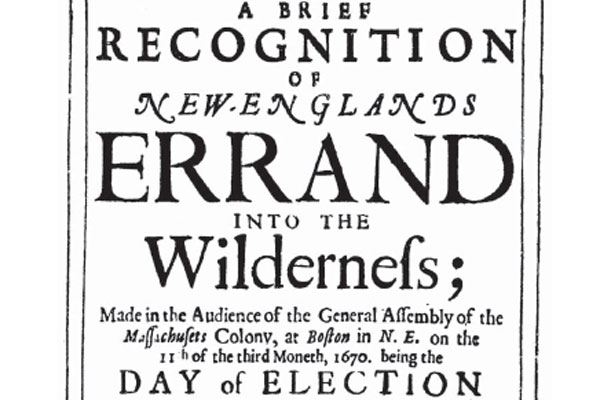 A BRIEF
RECOGNITION
OF
NEW-ENGLANDS
ERRAND
INTO THE
Wilderneſs;
Made in the Audience of the General Aſſembly of the
Maſſachuſets Colony, at Boſton in N. E. on the
11th of the third Moneth, 1670. being the
DAY of ELECTION